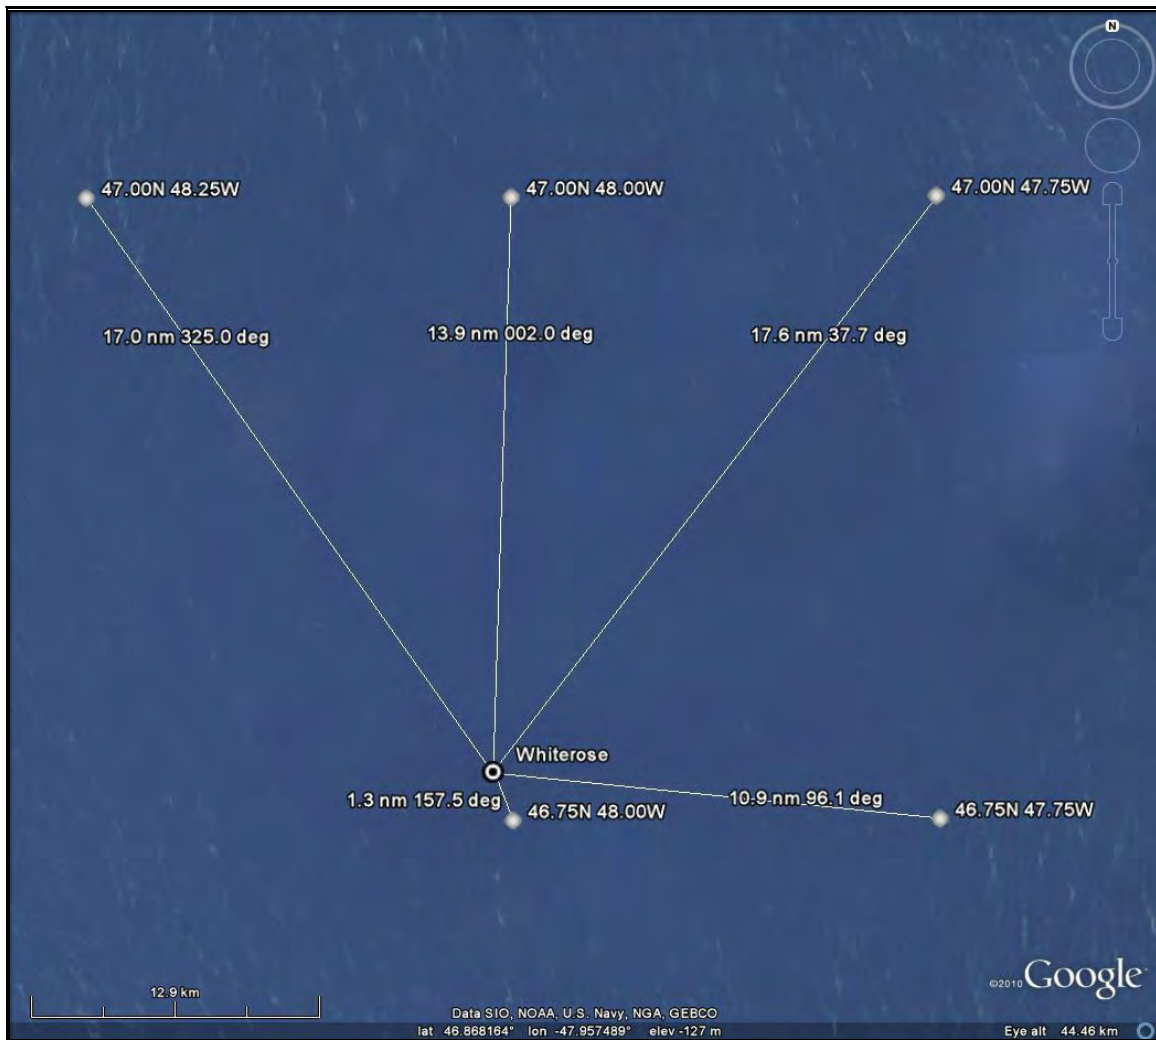 N
47.00N 48.25W
47.00N 48.00W
47.00N 47.75W
17.0 nm 325.0 deg
13.9 nm 002.0 deg
17.6 nm 37.7 deg
Whiterose
1.3 nm 157.5 deg
10.9 nm 96.1 deg
46.75N 48.00W
46.75N 47.75W
©2010 Google
12.9 km
Data SIO, NOAA, U.S. Navy, NGA, GEBCO
lat 46.868164° lon -47.957489° elev -127 m
Eye alt 44.46 km